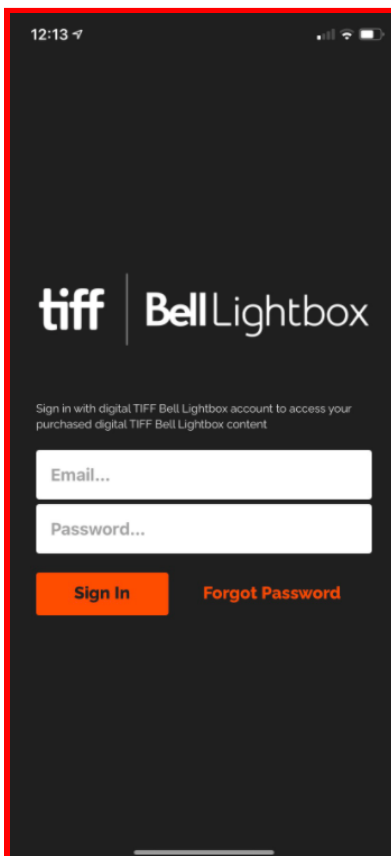 12:13
tiff Bell Lightbox
Sign in with digital TIFF Bell Lightbox account to access your
purchased digital TIFF Bell Lightbox content
Email...
Password...
Sign In Forgot Password